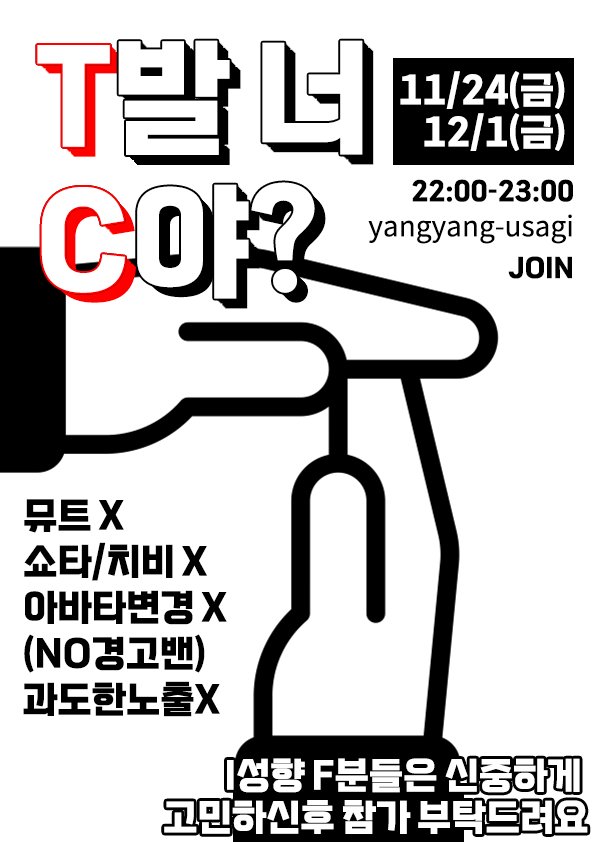 T발 너
C야?
11/24(금)
12/1(금)
22:00-23:00
yangyang-usagi
JOIN
뮤트 X
쇼타/치비 X
아바타변경 X
(NO경고밴)
과도한노출X
I성향 F분들은 신중하게
고민하신후 참가 부탁드려요